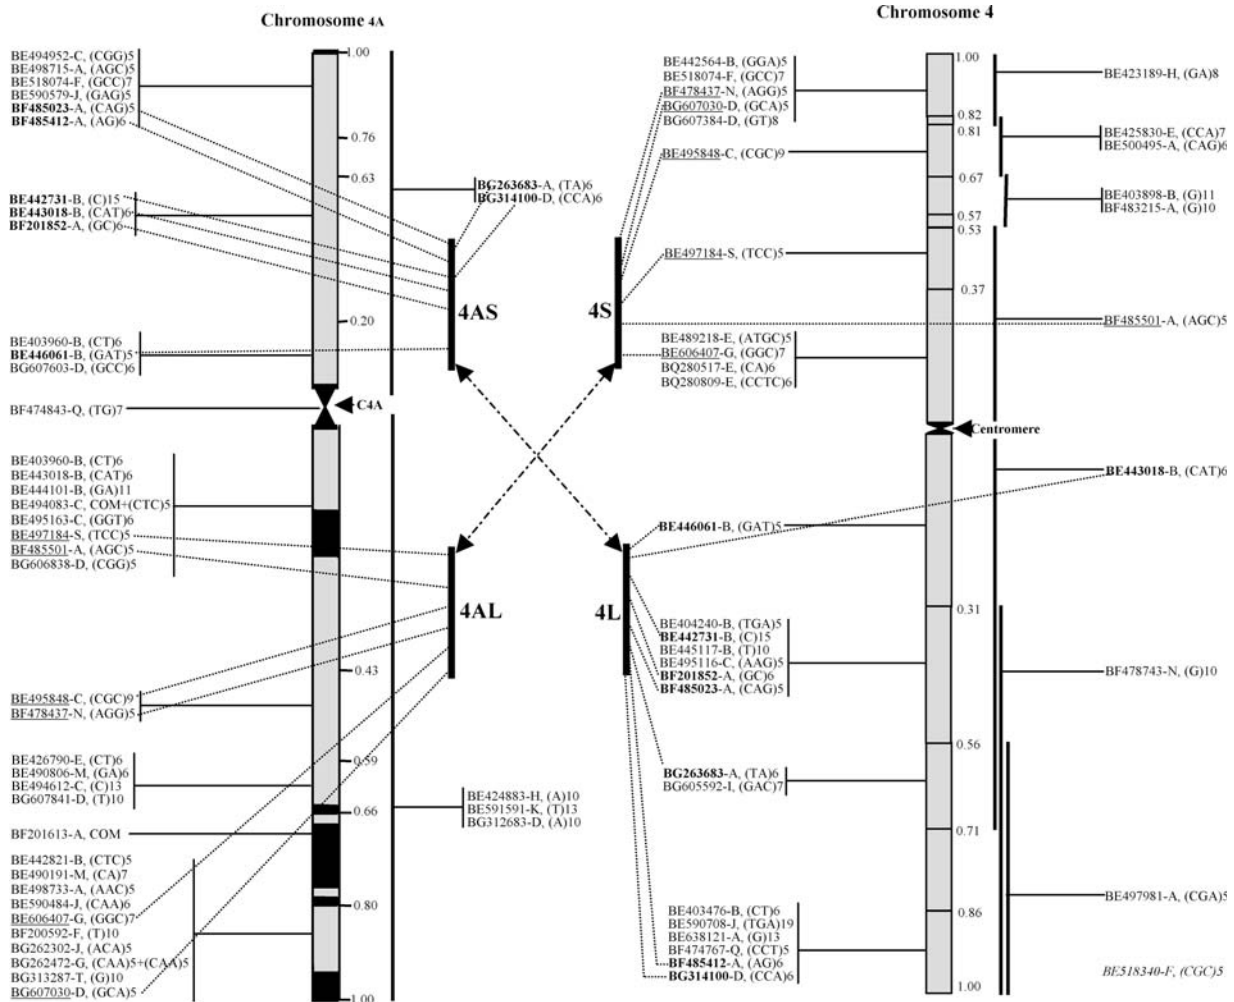 Chromosome 4A
BE494952-C, (CGG)5
BE498715-A, (AGC)5
BE518074-F, (GCC)7
BE590579-J, (GAG)5
BF485023-A, (CAG)5
BF485412-A, (AG)6
BE442731-B, (C)15
BE443018-B, (CAT)6
BF201852-A, (GC)6
BE403960-B, (CT)6
BE446061-B, (GAT)5
BG607603-D, (GCC)6
BF474843-Q, (TG)7
BE403960-B, (CT)6
BE443018-B, (CAT)6
BE444101-B, (GA)11
BE494083-C, COM+(CTC)5
BE495163-C, (GGT)6
BE497184-S, (TCC)5
BF485501-A, (AGC)5
BG606838-D, (CGG)5
BE495848-C, (CGC)9
BF478437-N, (AGG)5
BE426790-E, (CT)6
BE490806-M, (GA)6
BE494612-C, (C)13
BG607841-D, (T)10
BF201613-A, COM
BE442821-B, (CTC)5
BE490191-M, (CA)7
BE498733-A, (AAC)5
BE590484-J, (CAA)6
BE606407-G, (GGC)7
BF200592-F, (T)10
BG262302-J, (ACA)5
BG262472-G, (CAA)5+(CAA)5
BG313287-T, (G)10
BG607030-D, (GCA)5
1.00
0.76
0.63
0.20
C4A
0.43
0.59
0.66
0.80
1.00
BG263683-A, (TA)6
BG314100-D, (CCA)6
4AS
4AL
BE424883-H, (A)10
BE591591-K, (T)13
BG312683-D, (A)10
Chromosome 4
BE442564-B, (GGA)5
BE518074-F, (GCC)7
BF478437-N, (AGG)5
BG607030-D, (GCA)5
BG607384-D, (GT)8
BE495848-C, (CGC)9
BE497184-S, (TCC)5
4S
BE489218-E, (ATGC)5
BE606407-G, (GGC)7
BQ280517-E, (CA)6
BQ280809-E, (CCTC)6
BE446061-B, (GAT)5
4L
BE404240-B, (TGA)5
BE442731-B, (C)15
BE445117-B, (T)10
BE495116-C, (AAG)5
BF201852-A, (GC)6
BF485023-A, (CAG)5
BG263683-A, (TA)6
BG605592-I, (GAC)7
BE403476-B, (CT)6
BE590708-J, (TGA)19
BE638121-A, (G)13
BF474767-Q, (CCT)5
BF485412-A, (AG)6
BG314100-D, (CCA)6
1.00
0.82
0.81
0.67
0.57
0.53
0.37
Centromere
0.31
0.56
0.71
0.86
1.00
BE423189-H, (GA)8
BE425830-E, (CCA)7
BE500495-A, (CAG)6
BE403898-B, (G)11
BF483215-A, (G)10
BF485501-A, (AGC)5
BE443018-B, (CAT)6
BF478743-N, (G)10
BE497981-A, (CGA)5
BE518340-F, (CGC)5